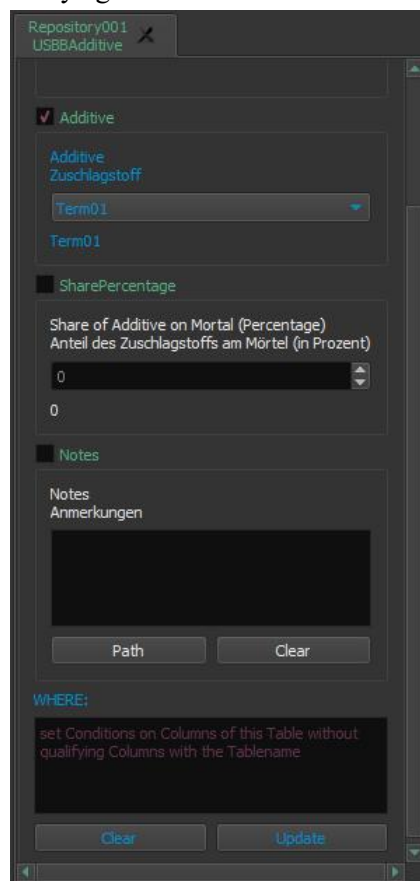 Repository001
USBBAdditive
Additive
Additive
Zuschlagstoff
Term01
Term01
SharePercentage
Share of Additive on Mortal (Percentage)
Anteil des Zuschlagstoffs am Mörtel (in Prozent)
0
0
Notes
Notes
Anmerkungen
Path Clear
WHERE:
set Conditions on Columns of this Table without
qualifying Columns with the Tablename
Clear Update